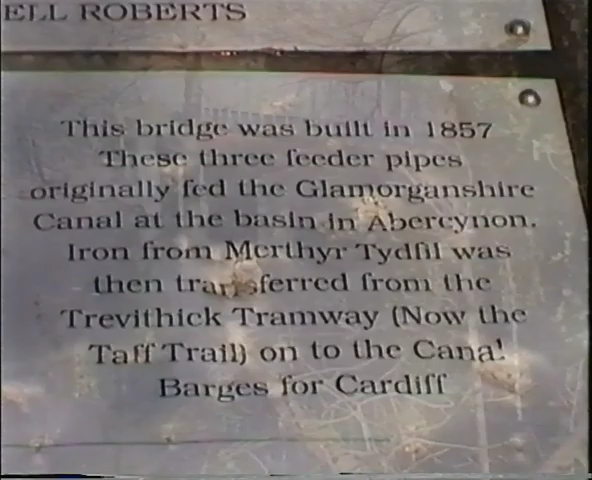 ELL ROBERTS
This bridge was built in 1857
These three feeder pipes
originally fed the Glamorganshire
Canal at the basin in Abercynon.
Iron from Merthyr Tydfil was
then transferred from the
Trevithick Tramway (Now the
Taff Trail) on to the Canal
Barges for Cardiff